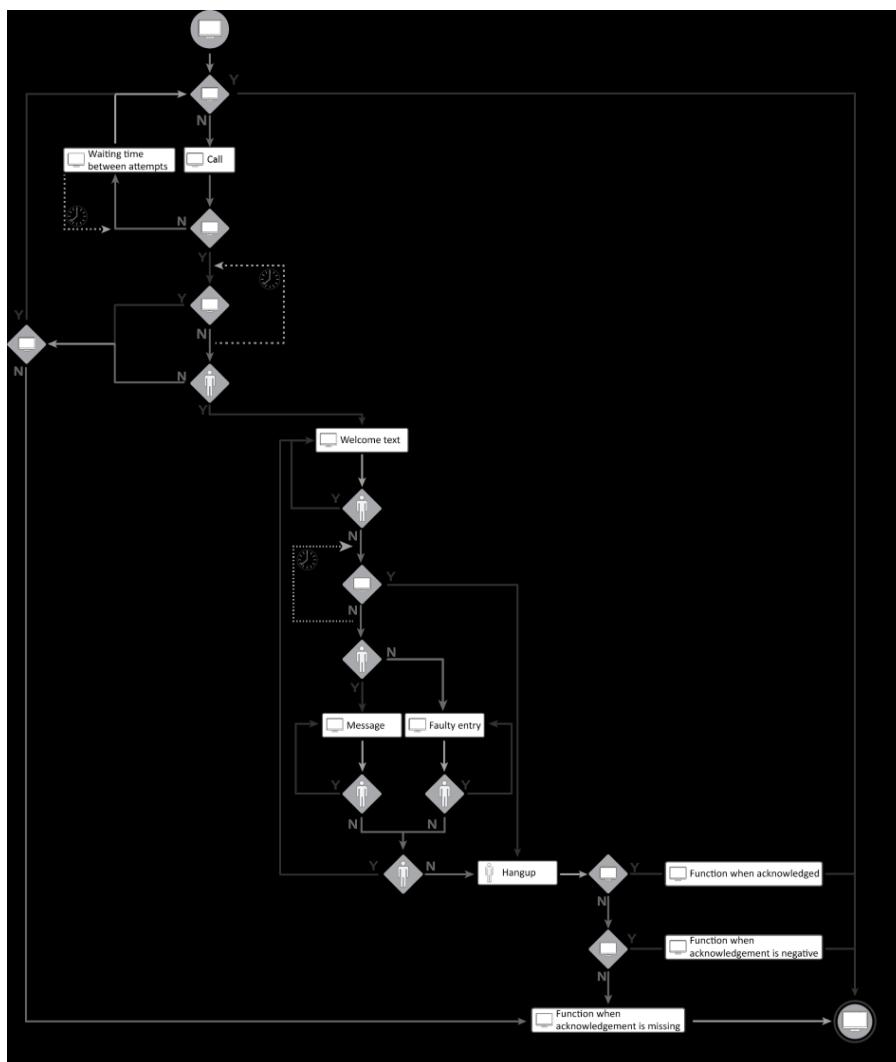 Y
N
Waiting time
between attempts
Call
N
Y
Y
Y
N
N
N
Y
Welcome text
Y
N
Y
N
N
Y
Message
Faulty entry
Y
Y
N
N
Y
N
Hangup
Y
Function when acknowledged
N
Y
Function when
acknowledgement is negative
N
Function when
acknowledgement is missing